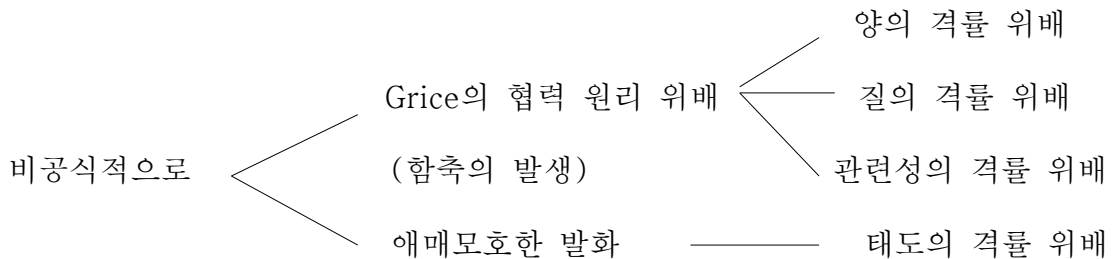 양의 격률 위배
Grice의 협력 원리 위배
질의 격률 위배
비공식적으로
(함축의 발생)
관련성의 격률 위배
애매모호한 발화
태도의 격률 위배